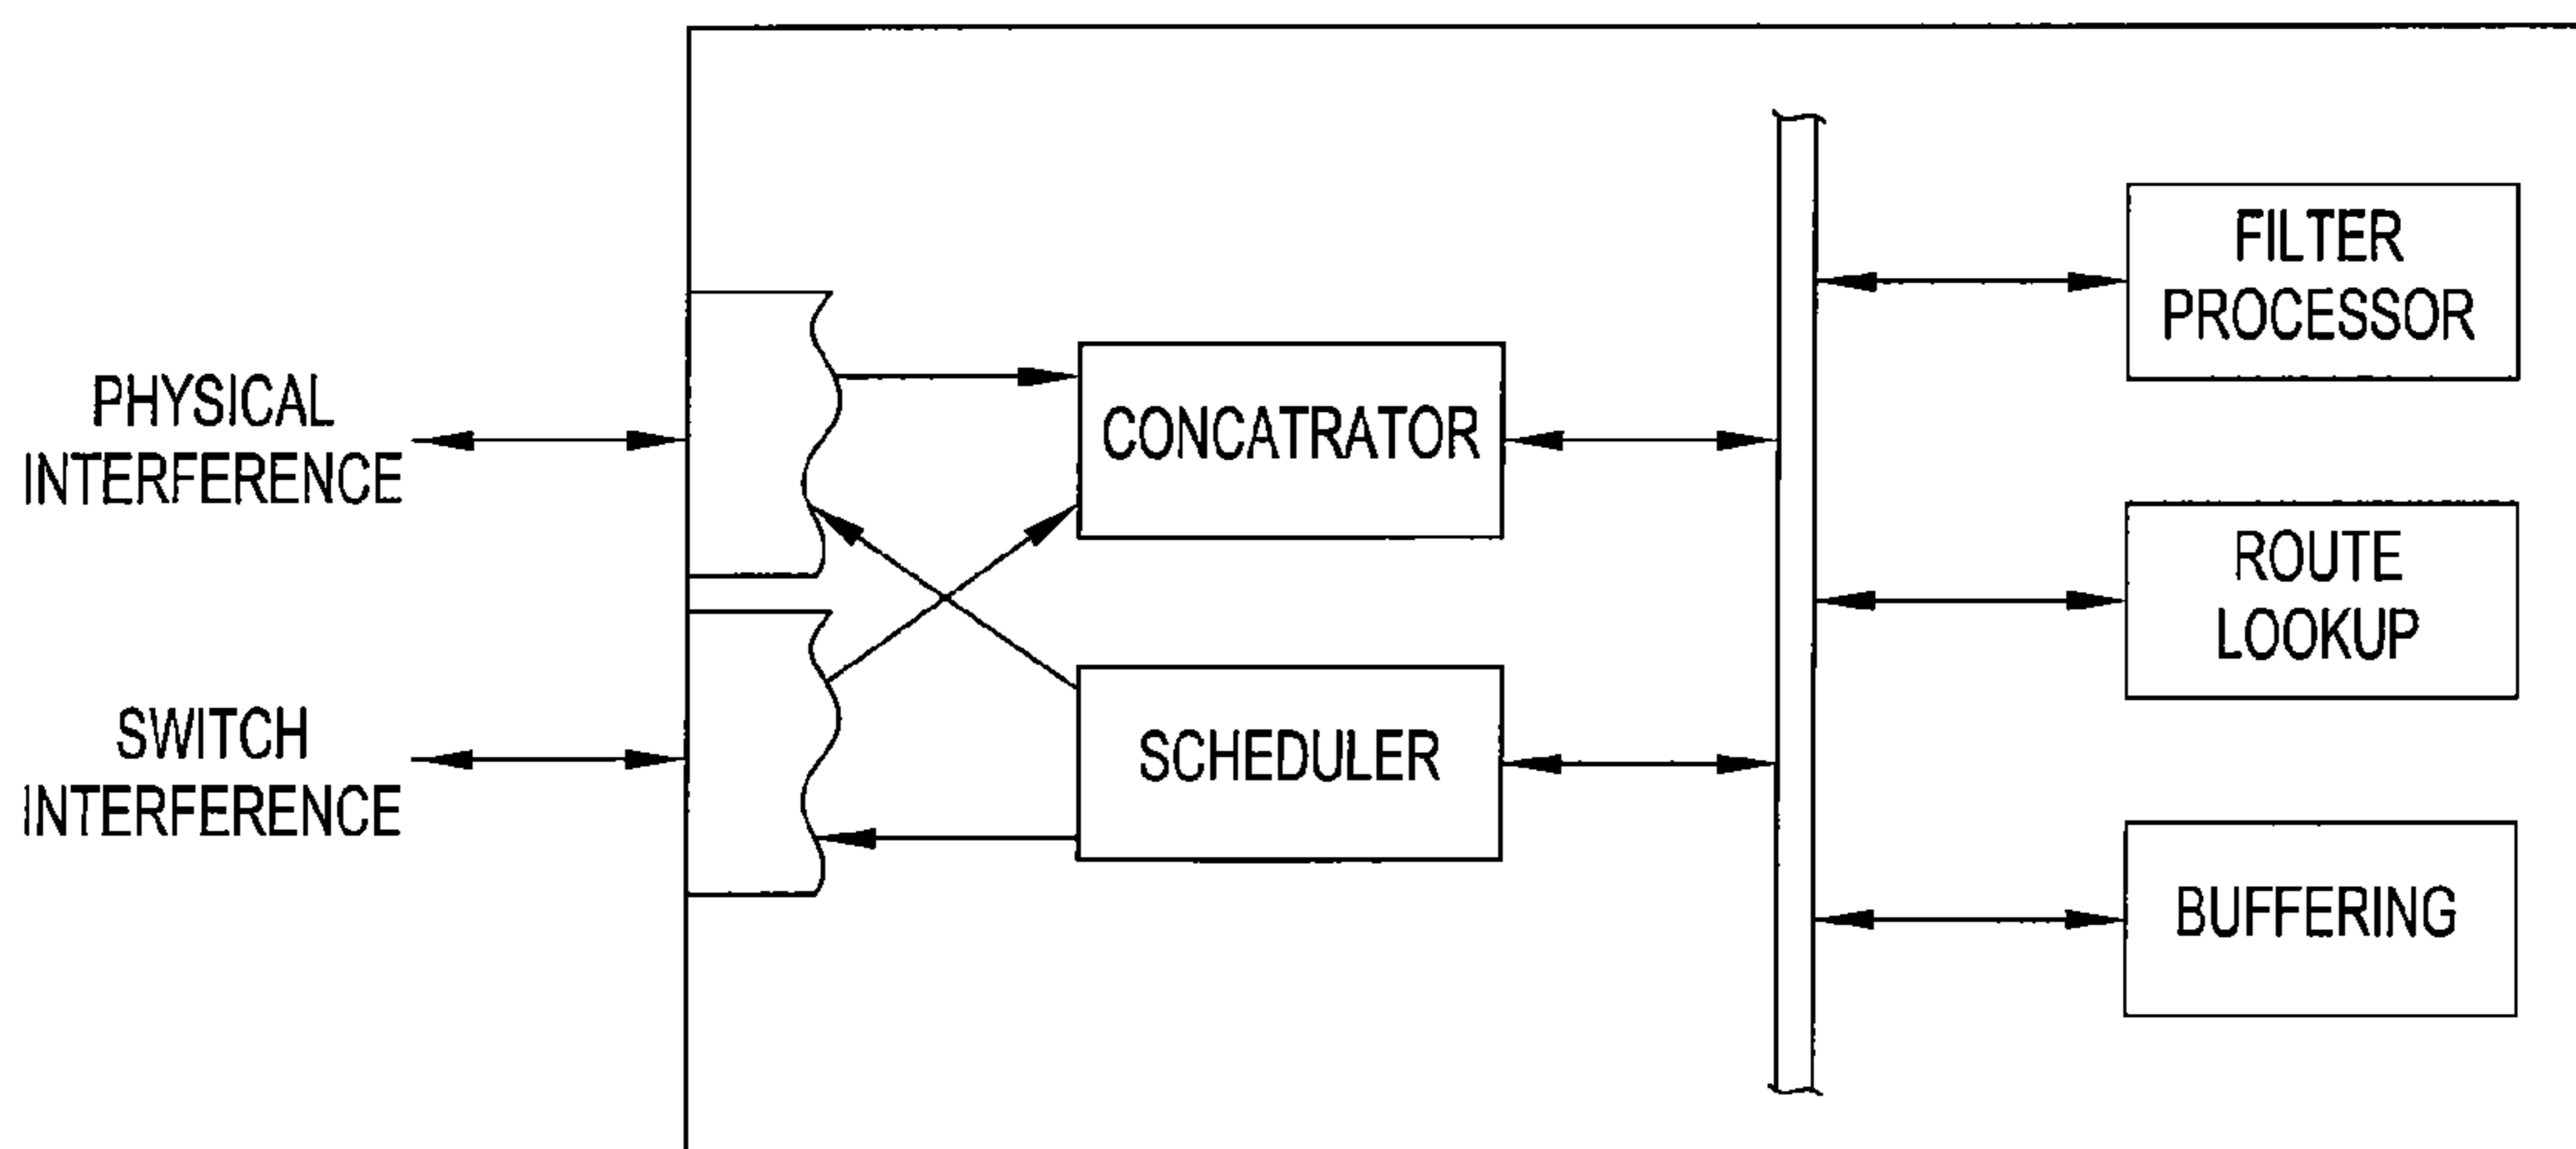 PHYSICAL
INTERFERENCE
SWITCH
INTERFERENCE
CONCATRATOR
SCHEDULER
FILTER
PROCESSOR
ROUTE
LOOKUP
BUFFERING